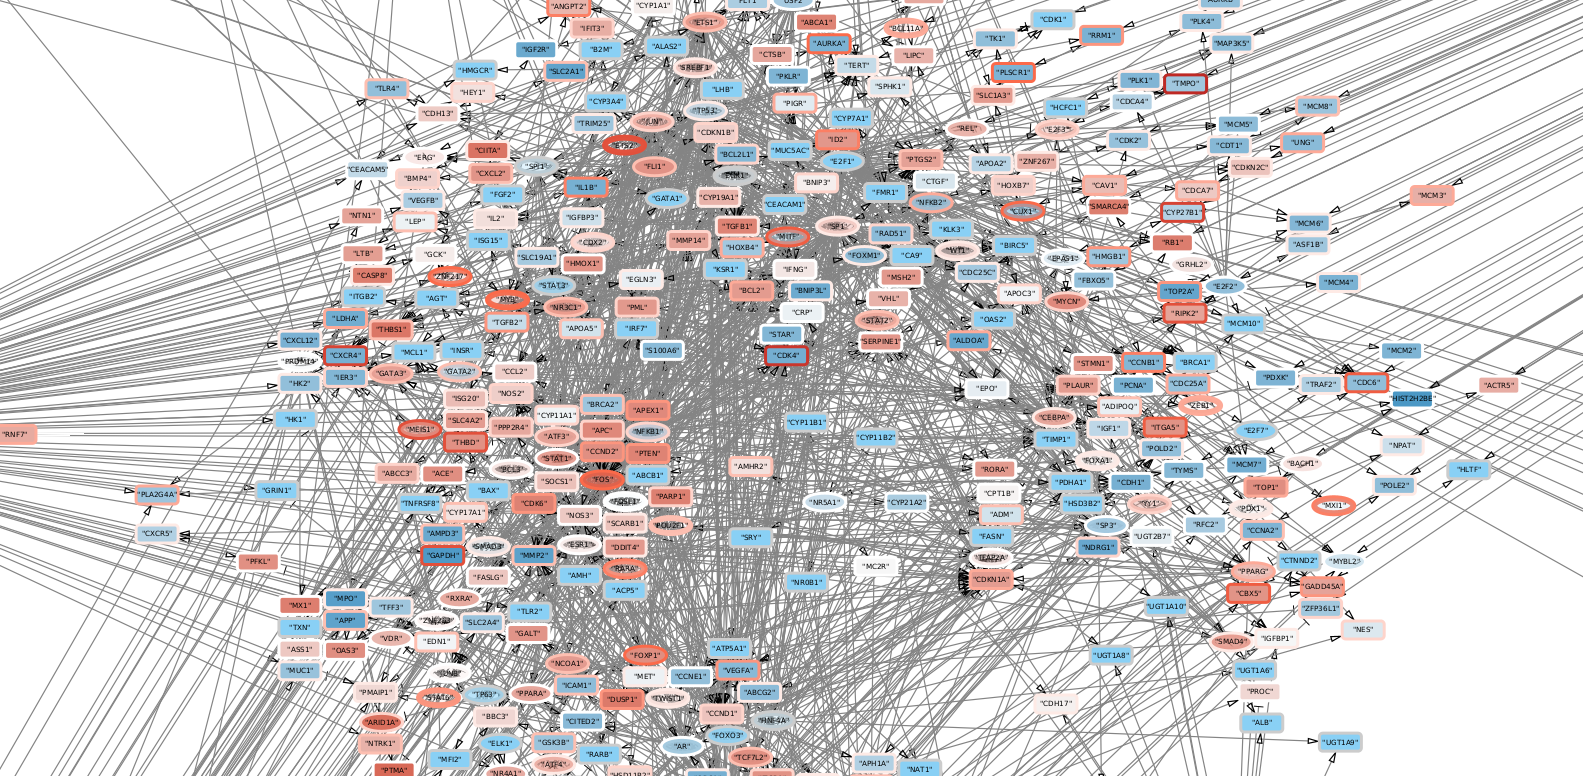 "ANGPT2"
"CYP1A1"
"ETS1"
"ABCA1"
"BCL11A"
"CDK1"
"PLK4"
"IFIT3"
"RRM1"
"TK1"
"MAP3K5"
"IGF2R"
"B2M"
"ALAS2"
"AURKA"
"CTSB"
"LIPC"
"TERT"
"HMGCR"
"SLC2A1"
"SREBF1"
"PKLR"
"PLSCR1"
"PLK1"
"TMPO"
"TLR4"
"HEY1"
"LHB"
"SPHK1"
"SLC1A3"
"CYP3A4"
"PIGR"
"CDCA4"
"HCFC1"
"MCM8"
"CDH13"
"TP53"
"TRIM25"
"JUN"
"CYP7A1"
"MCM5"
"REL"
"E2F3"
"CDKN1B"
"ID2"
"CDK2"
"CDT1"
"UNG"
"ETS2"
"CIITA"
"BCL2L1"
"MUC5AC"
"E2F1"
"PTGS2"
"ERG"
"APOA2"
"ZNF267"
"CDKN2C"
"CEACAM5"
"SPI1"
"FLI1"
"CXCL2"
"BMP4"
"BNIP3"
"CTGF"
"HOXB7"
"CAV1"
"CDCA7"
"MCM3"
"IL1B"
"FMR1"
"FGF2"
"VEGFB"
"GATA1"
"CYP19A1"
"CEACAM1"
"NFKB2"
"CUX1"
"SMARCA4"
"CYP27B1"
"NTN1"
"LEP"
"IL2"
"IGFBP3"
"TGFB1"
"SP1"
"KLK3"
"MCM6"
"ISG15"
"CDX2"
"MMP14"
"HOXB4"
"MITF"
"RAD51"
"BIRC5"
"RB1"
"ASF1B"
"LTB"
"GCK"
"SLC19A1"
"HMOX1"
"FOXM1"
"CA9"
"WT1"
"EPAS1"
"HMGB1"
"GRHL2"
"CASP8"
"ZNF217"
"KSR1"
"IFNG"
"MSH2"
"CDC25C"
"FBXO5"
"EGLN3"
"MCM4"
"STAT3"
"BCL2"
"BNIP3L"
"APOC3"
"TOP2A"
"E2F2"
"ITGB2"
"AGT"
"MYB"
"NR3C1"
"PML"
"VHL"
"MYCN"
"CRP"
"RIPK2"
"LDHA"
"THBS1"
"TGFB2"
"APOA5"
"IRF7"
"STAT2"
"OAS2"
"MCM10"
"STAR"
"CXCL12"
"SERPINE1"
"ALDOA"
"MCL1"
"INSR"
"S100A6"
"CXCR4"
"CDK4"
"MCM2"
"STMN1"
"CCNB1"
"BRCA1"
"GATA3"
"GATA2"
"CCL2"
"IER3"
"HK2"
"EPO"
"PLAUR"
"PCNA"
"CDC25A"
"PDXK"
"TRAF2"
"CDC6"
"ACTR5"
"NOS2"
"ISG20"
"HIST2H2BE"
"BRCA2"
"APEX1"
"ADIPOQ"
"ZEB1"
"HK1"
"SLC4A2"
"CYP11A1"
"CYP11B1"
"CEBPA"
"MEIS1"
"PPP2R4"
"APC"
"NFKB1"
"IGF1"
"ITGA5"
"E2F7"
"RNF7"
"THBD"
"ATF3"
"CYP11B2"
"TIMP1"
"NPAT"
"CCND2"
"PTEN"
"POLD2"
"STAT1"
"AMHR2"
"FOXA1"
"MCM7"
"BACH1"
"ABCC3"
"ACE"
"BCL3"
"ABCB1"
"RORA"
"TYMS"
"HLTF"
"SOCS1"
"FOS"
"PDHA1"
"CDH1"
"POLE2"
"TOP1"
"PLA2G4A"
"GRIN1"
"BAX"
"CPT1B"
"TNFRSF8"
"CDK6"
"PARP1"
"NR5A1"
"CYP21A2"
"HSD3B2"
"YY1"
"MXI1"
"CYP17A1"
"NOS3"
"ADM"
"PDX1"
"SCARB1"
"POU2F1"
"SP3"
"RFC2"
"CXCR5"
"AMPD3"
"CCNA2"
"SRY"
"FASN"
"UGT2B7"
"SMAD3"
"ESR1"
"DDIT4"
"NDRG1"
"GAPDH"
"MMP2"
"TFAP2A"
"PFKL"
"MC2R"
"CTNND2"
"MYBL2"
"FASLG"
"AMH"
"RARA"
"CDKN1A"
"PPARG"
"NR0B1"
"GADD45A"
"ACP5"
"CBX5"
"MX1"
"MPO"
"TFF3"
"RXRA"
"UGT1A10"
"ZFP36L1"
"TLR2"
"APP"
"SLC2A4"
"TXN"
"GALT"
"NES"
"VDR"
"EDN1"
"SMAD4"
"IGFBP1"
"ASS1"
"OAS3"
"ATP5A1"
"FOXP1"
"UGT1A8"
"NCOA1"
"MUC1"
"VEGFA"
"UGT1A6"
"MET"
"CCNE1"
"ICAM1"
"PMAIP1"
"STAT6"
"TP63"
"PPARA"
"DUSP1"
"TWIST1"
"ABCG2"
"PROC"
"CDH17"
"BBC3"
"CCND1"
"HNF4A"
"ARID1A"
"CITED2"
"ALB"
"NTRK1"
"ELK1"
"GSK3B"
"AR"
"FOXO3"
"UGT1A9"
"MFI2"
"RARB"
"TCF7L2"
"APH1A"
"PTMA"
"NR4A1"
"ATF4"
"NAT1"
"HSD11B2"